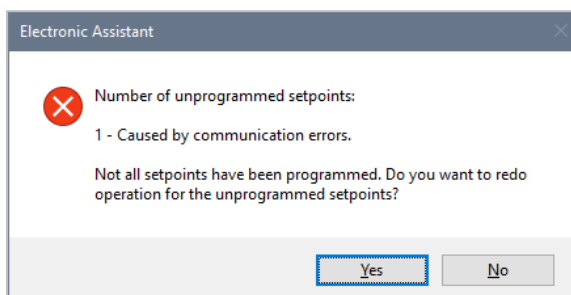 Electronic Assistant
Number of unprogrammed setpoints:
1 - Caused by communication errors.
Not all setpoints have been programmed. Do you want to redo
operation for the unprogrammed setpoints?
Yes
No